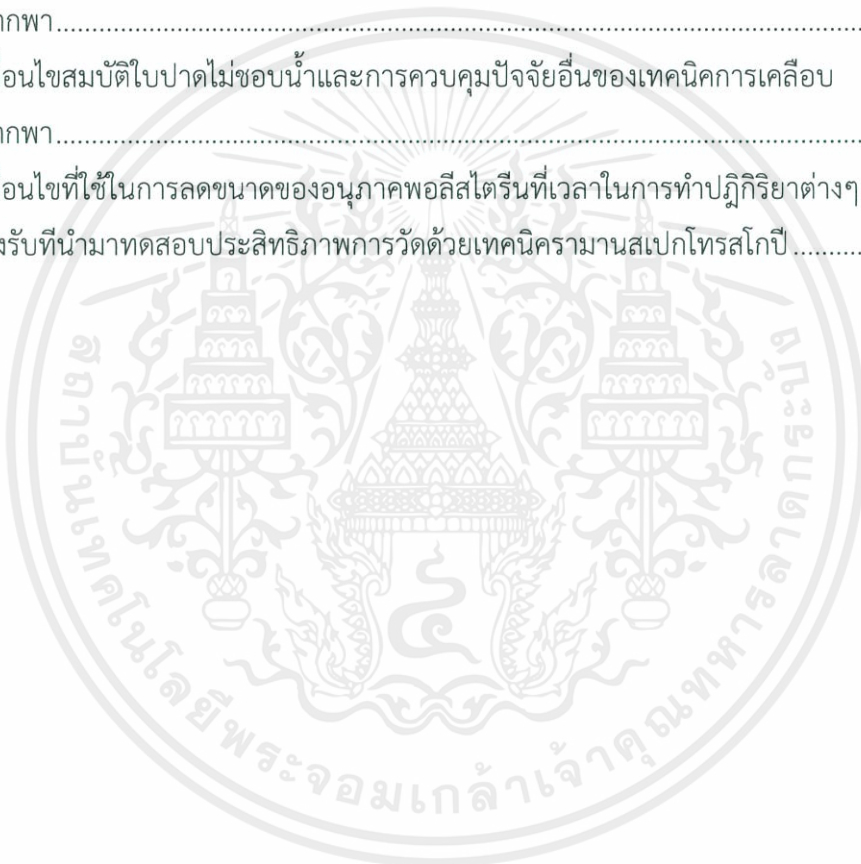 ากพา
อนไขสมบัติใบปาดไม่ชอบน้ำและการควบคุมปัจจัยอื่นของเทคนิคการเคลือบ
ากพา
อนไขที่ใช้ในการลดขนาดของอนุภาคพอลีสไตรีนที่เวลาในการทำปฏิกิริยาต่างๆ
งรับที่นำมาทดสอบประสิทธิภาพการวัดด้วยเทคนิครามานสเปกโทรสโกปี
สถาบันเทคโนโลยีพระจอมเกล้าเจ้าคุณทหารลาดกระบัง